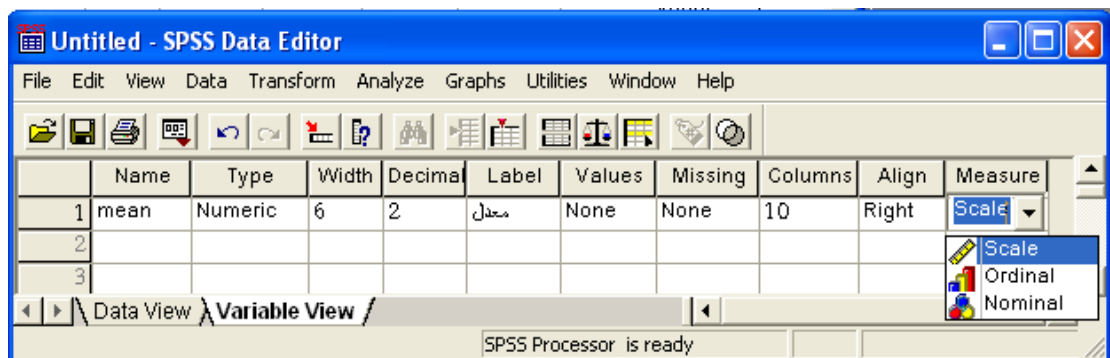 Untitled - SPSS Data Editor
File Edit View Data Transform Analyze Graphs Utilities Window Help
Name Type Width Decimal Label Values Missing Columns Align Measure
1 mean Numeric 6 2 معدل None None 10 Right Scale
2
Scale
3
Ordinal
Data View Variable View
Nominal
SPSS Processor is ready